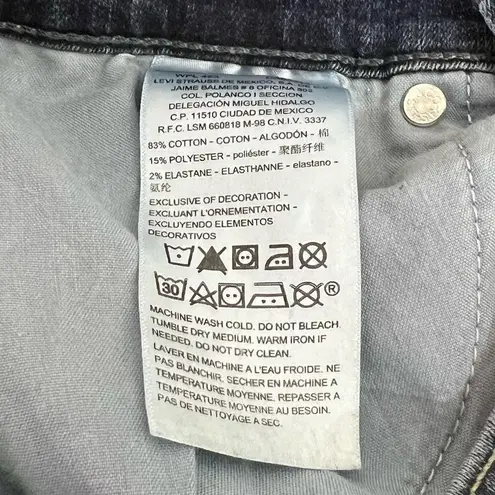 LEVI STRAUSS DE MEXICO, S.A. DE
JAIME BALMES # 8 OFICINA 802
COL. POLANCO I SECCION
DELEGACIÓN MIGUEL HIDALGO
C.P. 11510 CIUDAD DE MÉXICO
R.F.C. LSM 660818 M-98 C.N.I.V. 3337
83% COTTON - COTON - ALGODÓN - 棉
15% POLYESTER - poliéster - 聚酯纤维
2% ELASTANE - ELASTHANNE - elastano -
氨纶
EXCLUSIVE OF DECORATION -
EXCLUANT L'ORNEMENTATION -
EXCLUYENDO ELEMENTOS
DECORATIVOS
30 ®
MACHINE WASH COLD. DO NOT BLEACH.
TUMBLE DRY MEDIUM. WARM IRON IF
NEEDED. DO NOT DRY CLEAN.
LAVER EN MACHINE A L'EAU FROIDE. NE
PAS BLANCHIR. SECHER EN MACHINE A
TEMPERATURE MOYENNE. REPASSER A
TEMPERATURE MOYENNE AU BESOIN.
PAS DE NETTOYAGE A SEC.